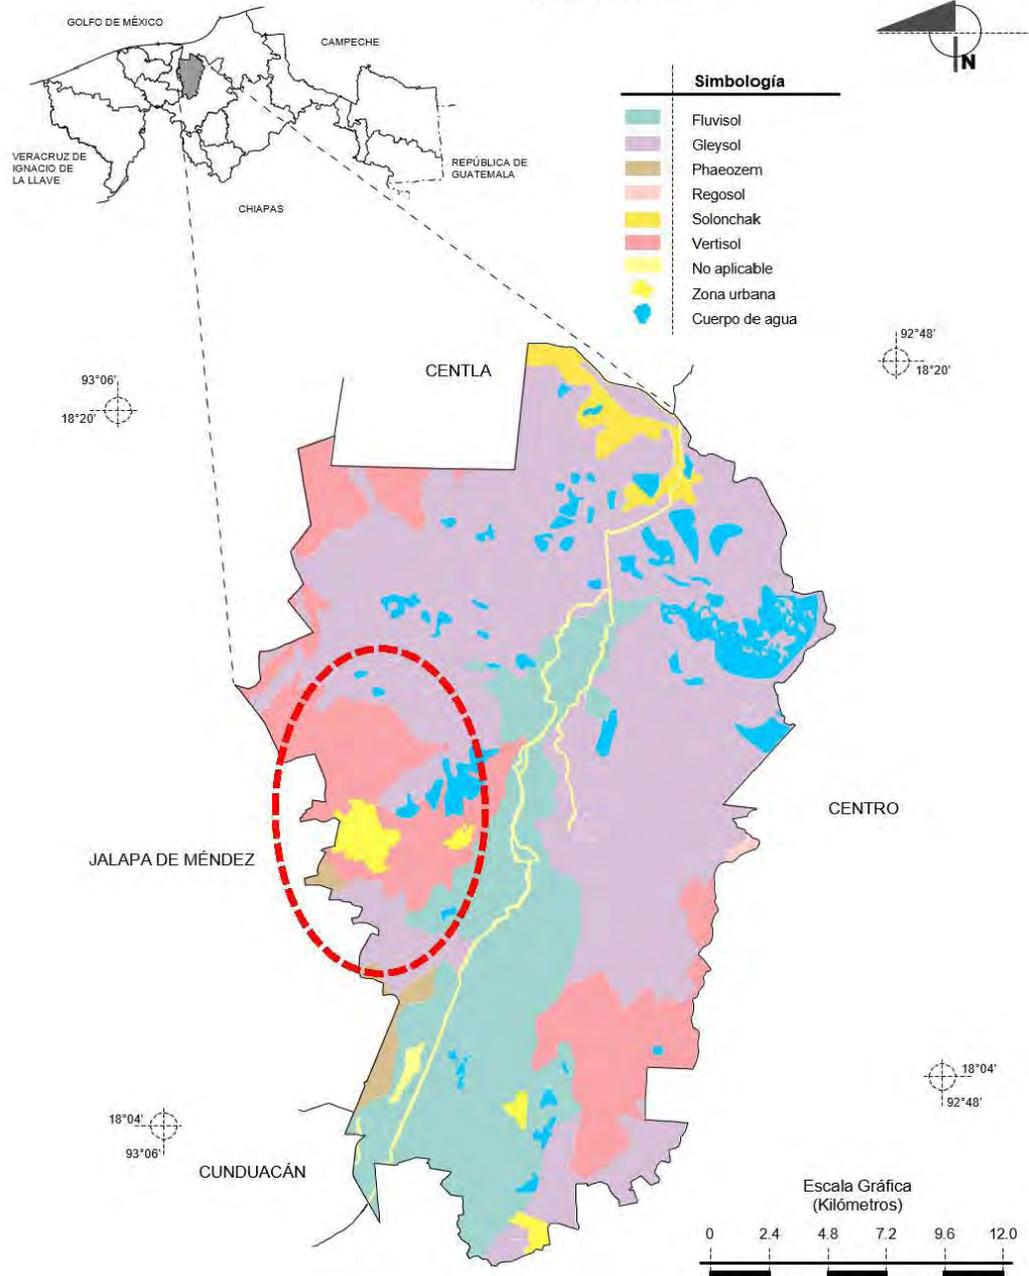 GOLFO DE MÉXICO
CAMPECHE
N
VERACRUZ DE
IGNACIO DE
LA LLAVE
REPÚBLICA DE
GUATEMALA
CHIAPAS
Simbología
Fluvisol
Gleysol
Phaeozem
Regosol
Solonchak
Vertisol
No aplicable
Zona urbana
Cuerpo de agua
93°06'
18°20'
CENTLA
92°48'
18°20'
CENTRO
JALAPA DE MÉNDEZ
18°04'
92°48'
18°04'
93°06'
CUNDUACÁN
Escala Gráfica
(Kilómetros)
0 2.4 4.8 7.2 9.6 12.0